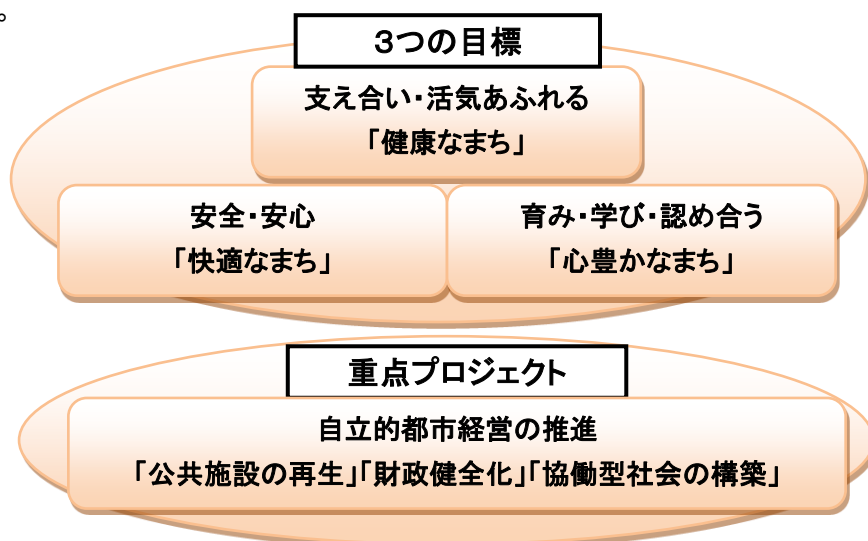 。
３つの目標
支え合い・活気あふれる
「健康なまち」
安全・安心
「快適なまち」
育み・学び・認め合う
「心豊かなまち」
重点プロジェクト
自立的都市経営の推進
「公共施設の再生」「財政健全化」「協働型社会の構築」